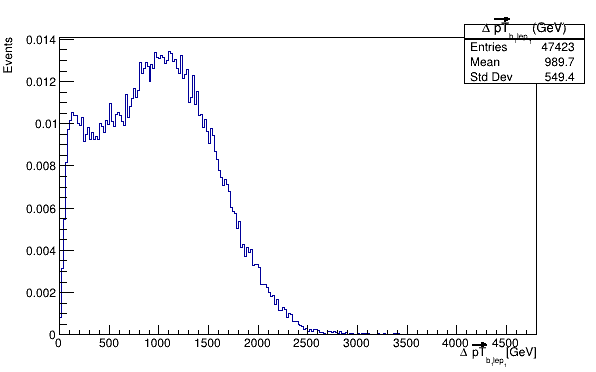 Δ pT b₁lep₁ (GeV)
Entries 47423
Mean 989.7
Std Dev 549.4
Events
0.014
0.012
0.01
0.008
0.006
0.004
0.002
0
0 500 1000 1500 2000 2500 3000 3500 4000 4500
Δ pT b₁lep₁ [GeV]